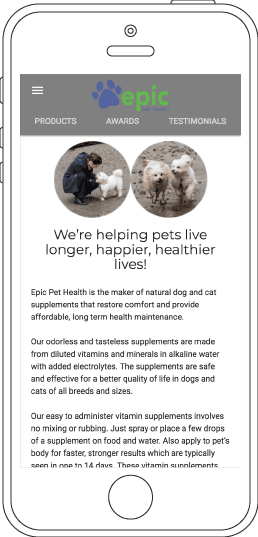 epic
PRODUCTS AWARDS TESTIMONIALS
We're helping pets live
longer, happier, healthier
lives!
Epic Pet Health is the maker of natural dog and cat
supplements that restore comfort and provide
affordable, long term health maintenance.
Our odorless and tasteless supplements are made
from diluted vitamins and minerals in alkaline water
with added electrolytes. The supplements are safe
and effective for a better quality of life in dogs and
cats of all breeds and sizes.
Our easy to administer vitamin supplements involves
no mixing or rubbing. Just spray or place a few drops
of a supplement on food and water. Also apply to pet's
body for faster, stronger results which are typically
seen in one to 14 days. These vitamin supplements